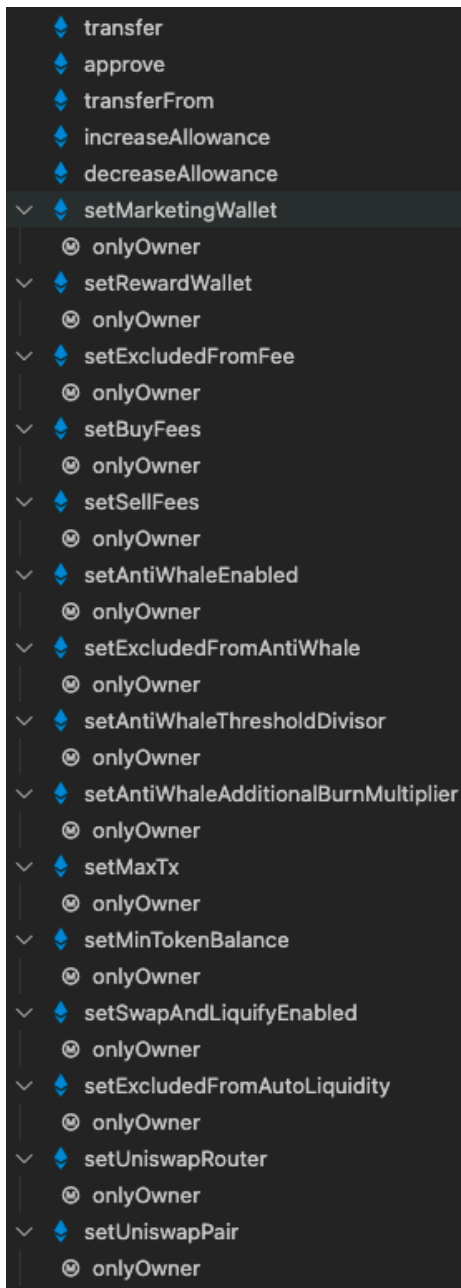 transfer
approve
transferFrom
increaseAllowance
decreaseAllowance
setMarketingWallet
onlyOwner
setRewardWallet
onlyOwner
setExcludedFromFee
onlyOwner
setBuyFees
onlyOwner
setSellFees
onlyOwner
setAntiWhaleEnabled
onlyOwner
setExcludedFromAntiWhale
onlyOwner
setAntiWhaleThresholdDivisor
onlyOwner
setAntiWhaleAdditionalBurnMultiplier
onlyOwner
setMaxTx
onlyOwner
setMinTokenBalance
onlyOwner
setSwapAndLiquifyEnabled
onlyOwner
setExcludedFromAutoLiquidity
onlyOwner
setUniswapRouter
onlyOwner
setUniswapPair
onlyOwner